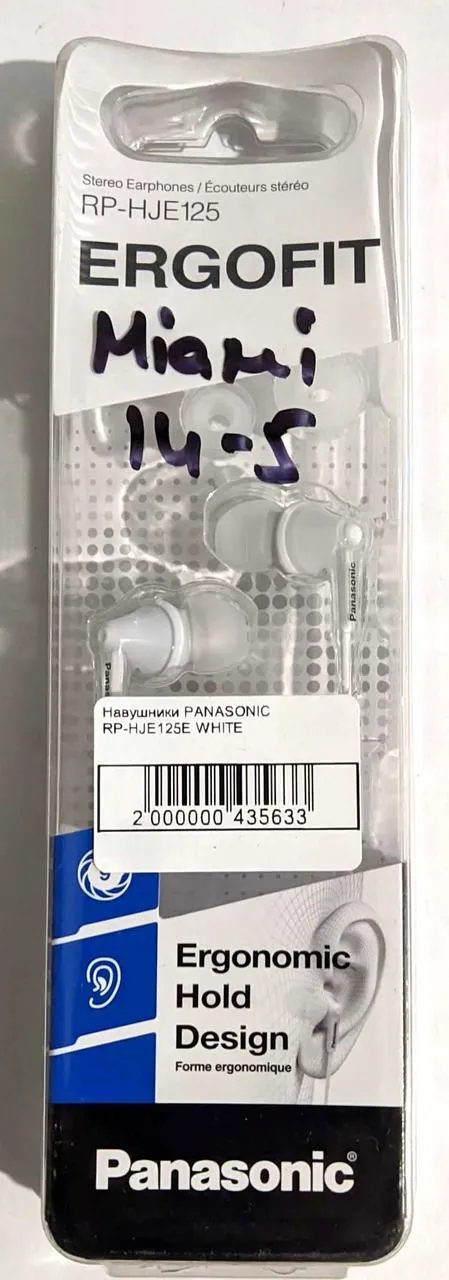 Stereo Earphones / Écouteurs stéréo
RP-HJE125
ERGOFIT
Miami
14-5
Panasonic
Panas
Навушники PANASONIC
RP-HJE125E WHITE
2 000000 435633
Ergonomic
Hold
Design
Forme ergonomique
Panasonic®